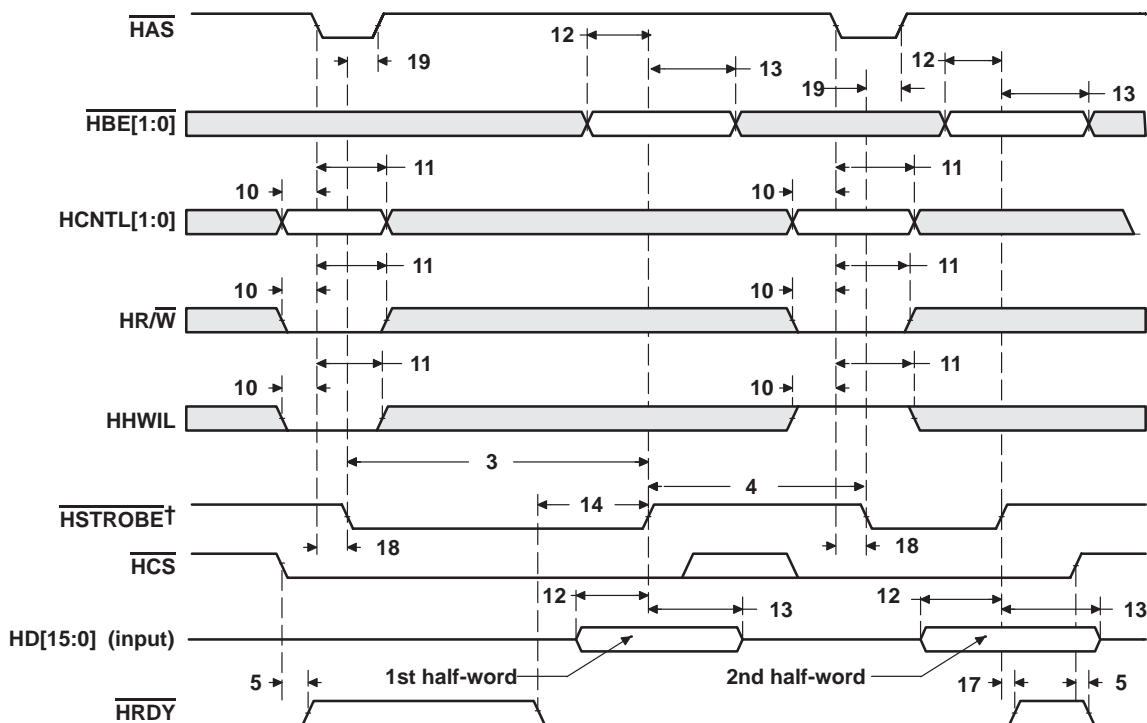 HAS
12
12
19
13
19
13
HBE[1:0]
11
11
10
10
HCNTL[1:0]
11
11
10
10
HR/W
11
11
10
10
HHWIL
3
4
14
HSTROBE†
18
18
HCS
12
13
12
13
HD[15:0] (input)
1st half-word
2nd half-word
5
17
5
HRDY